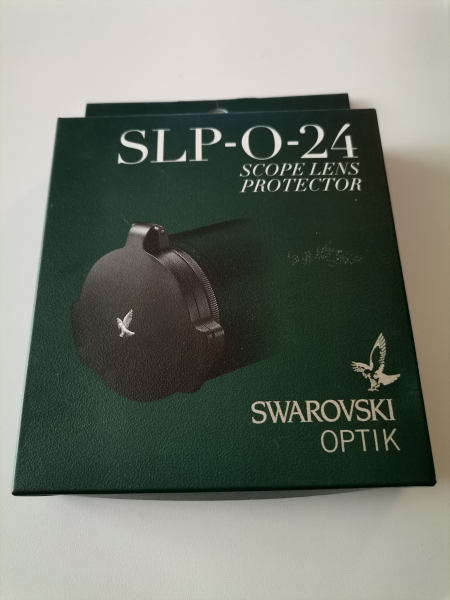 SLP-O-24
SCOPE LENS
PROTECTOR
SWAROVSKI
OPTIK